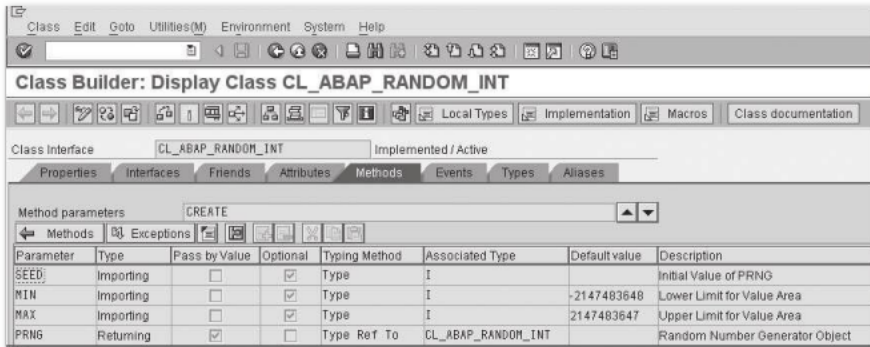 Class Edit Goto Utilities(M) Environment System Help
Class Builder: Display Class CL_ABAP_RANDOM_INT
Local Types Implementation Macros Class documentation
Class Interface CL_ABAP_RANDOM_INT Implemented / Active
Properties Interfaces Friends Attributes Methods Events Types Aliases
Method parameters CREATE
Methods Exceptions
Parameter Type Pass by Value Optional Typing Method Associated Type Default value Description
SEED Importing Type I Initial Value of PRNG
MIN Importing Type I -2147483648 Lower Limit for Value Area
MAX Importing Type I 2147483647 Upper Limit for Value Area
PRNG Returning Type Ref To CL_ABAP_RANDOM_INT Random Number Generator Object